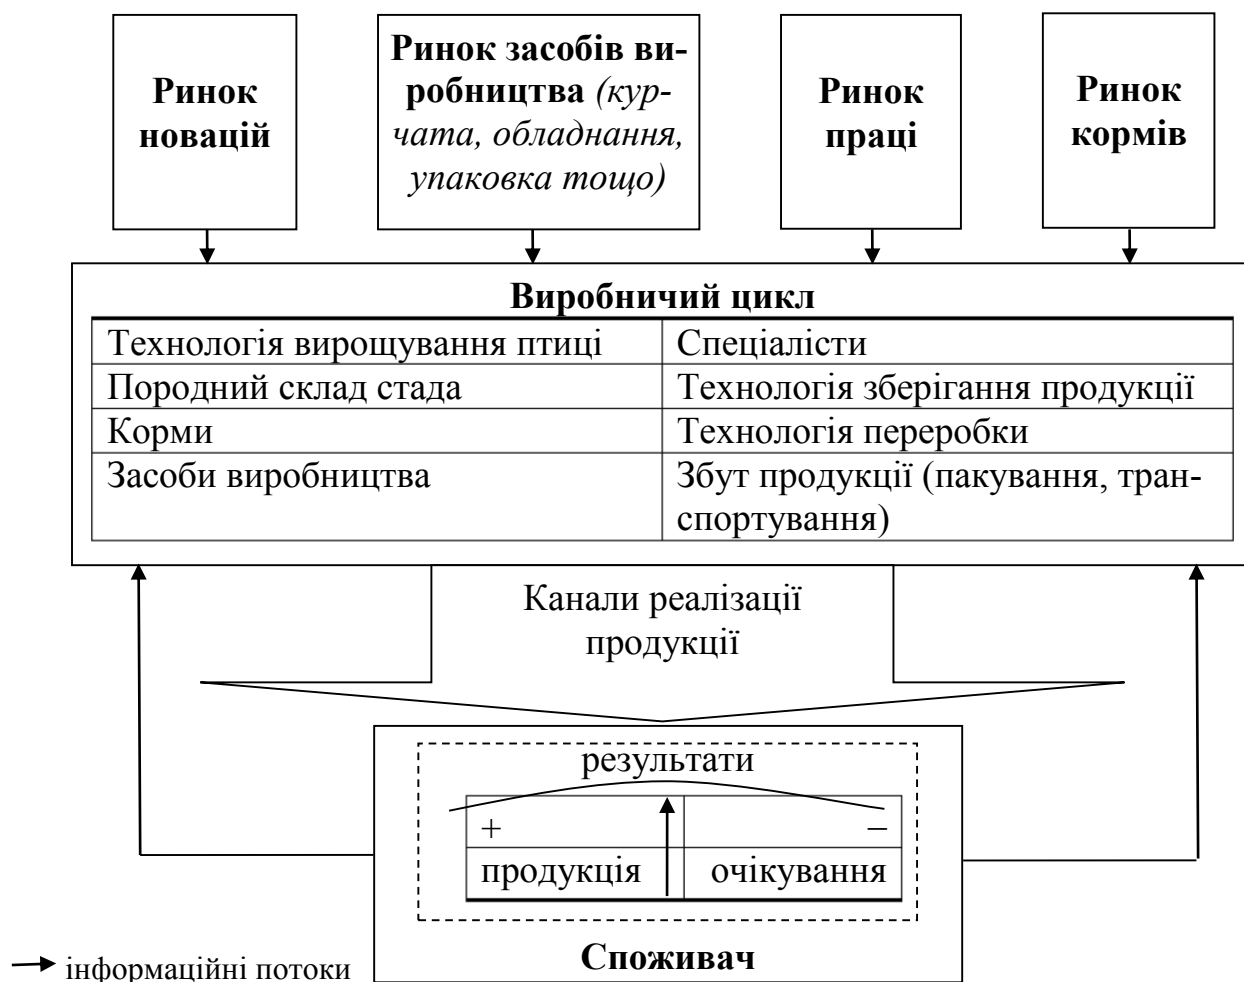 Ринок
новацій
Ринок засобів ви-
робництва (кур-
чата, обладнання,
упаковка тощо)
Ринок
праці
Ринок
кормів
Виробничий цикл
Технологія вирощування птиці
Спеціалісти
Породний склад стада
Технологія зберігання продукції
Корми
Технологія переробки
Засоби виробництва
Збут продукції (пакування, тран-
спортування)
Канали реалізації
продукції
результати
+
–
продукція
очікування
Споживач
інформаційні потоки